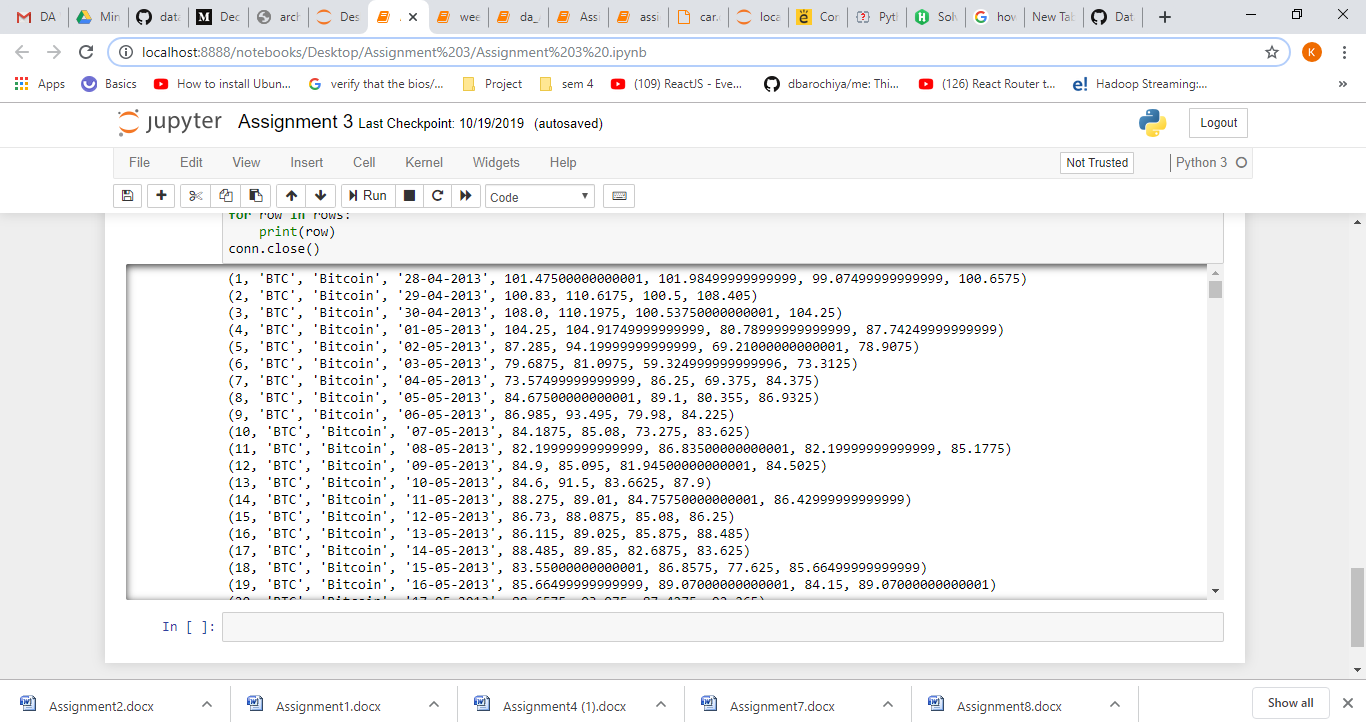 DA
Min
data
Dec
arch
Des
wee
da_
Assi
assi
car.
loca
Cor
Pyt
Solv
how
New Tab
Dat
localhost:8888/notebooks/Desktop/Assignment%203/Assignment%203%20.ipynb
K
Apps Basics How to install Ubun... verify that the bios/... Project sem 4 (109) ReactJS - Eve... dbarochiya/me: Thi... (126) React Router t... Hadoop Streaming:... »
jupyter Assignment 3 Last Checkpoint: 10/19/2019 (autosaved) Logout
File Edit View Insert Cell Kernel Widgets Help Not Trusted Python 3
Run Code
for row in rows:
    print(row)
conn.close()
(1, 'BTC', 'Bitcoin', '28-04-2013', 101.47500000000001, 101.98499999999999, 99.07499999999999, 100.6575)
(2, 'BTC', 'Bitcoin', '29-04-2013', 100.83, 110.6175, 100.5, 108.405)
(3, 'BTC', 'Bitcoin', '30-04-2013', 108.0, 110.1975, 100.53750000000001, 104.25)
(4, 'BTC', 'Bitcoin', '01-05-2013', 104.25, 104.91749999999999, 80.78999999999999, 87.74249999999999)
(5, 'BTC', 'Bitcoin', '02-05-2013', 87.285, 94.19999999999999, 69.21000000000001, 78.9075)
(6, 'BTC', 'Bitcoin', '03-05-2013', 79.6875, 81.0975, 59.324999999999996, 73.3125)
(7, 'BTC', 'Bitcoin', '04-05-2013', 73.57499999999999, 86.25, 69.375, 84.375)
(8, 'BTC', 'Bitcoin', '05-05-2013', 84.67500000000001, 89.1, 80.355, 86.9325)
(9, 'BTC', 'Bitcoin', '06-05-2013', 86.985, 93.495, 79.98, 84.225)
(10, 'BTC', 'Bitcoin', '07-05-2013', 84.1875, 85.08, 73.275, 83.625)
(11, 'BTC', 'Bitcoin', '08-05-2013', 82.19999999999999, 86.83500000000001, 82.19999999999999, 85.1775)
(12, 'BTC', 'Bitcoin', '09-05-2013', 84.9, 85.095, 81.94500000000001, 84.5025)
(13, 'BTC', 'Bitcoin', '10-05-2013', 84.6, 91.5, 83.6625, 87.9)
(14, 'BTC', 'Bitcoin', '11-05-2013', 88.275, 89.01, 84.75750000000001, 86.42999999999999)
(15, 'BTC', 'Bitcoin', '12-05-2013', 86.73, 88.0875, 85.08, 86.25)
(16, 'BTC', 'Bitcoin', '13-05-2013', 86.115, 89.025, 85.875, 88.485)
(17, 'BTC', 'Bitcoin', '14-05-2013', 88.485, 89.85, 82.6875, 83.625)
(18, 'BTC', 'Bitcoin', '15-05-2013', 83.55000000000001, 86.8575, 77.625, 85.66499999999999)
(19, 'BTC', 'Bitcoin', '16-05-2013', 85.66499999999999, 89.07000000000001, 84.15, 89.07000000000001)
In [ ]:
Assignment2.docx Assignment1.docx Assignment4 (1).docx Assignment7.docx Assignment8.docx Show all